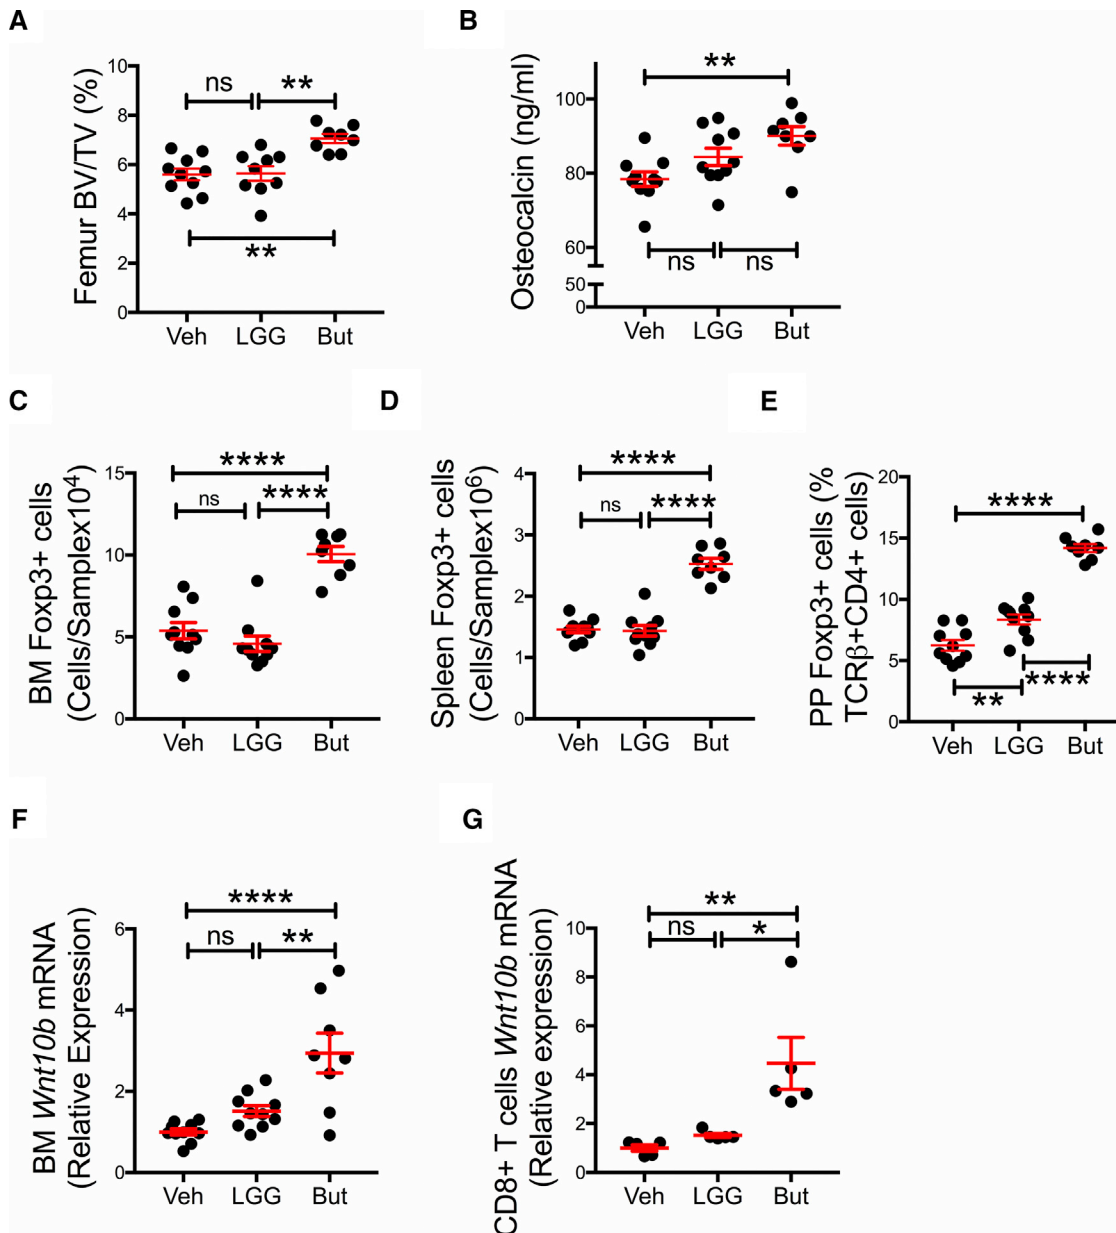 A
Femur BV/TV (%)
10
8
6
4
2
0
ns
**
**
Veh LGG But
B
Osteocalcin (ng/ml)
100
80
60
50
0
**
ns
ns
Veh LGG But
C
BM Foxp3+ cells
(Cells/Samplex10⁴)
15
10
5
0
****
ns
****
Veh LGG But
D
Spleen Foxp3+ cells
(Cells/Samplex10⁶)
4
3
2
1
0
****
ns
****
Veh LGG But
E
PP Foxp3+ cells (%
TCRβ+CD4+ cells)
20
15
10
5
0
****
**
****
Veh LGG But
F
BM Wnt10b mRNA
(Relative Expression)
6
4
2
0
****
ns
**
Veh LGG But
G
CD8+ T cells Wnt10b mRNA
(Relative expression)
10
8
6
4
2
0
**
ns
*
Veh LGG But